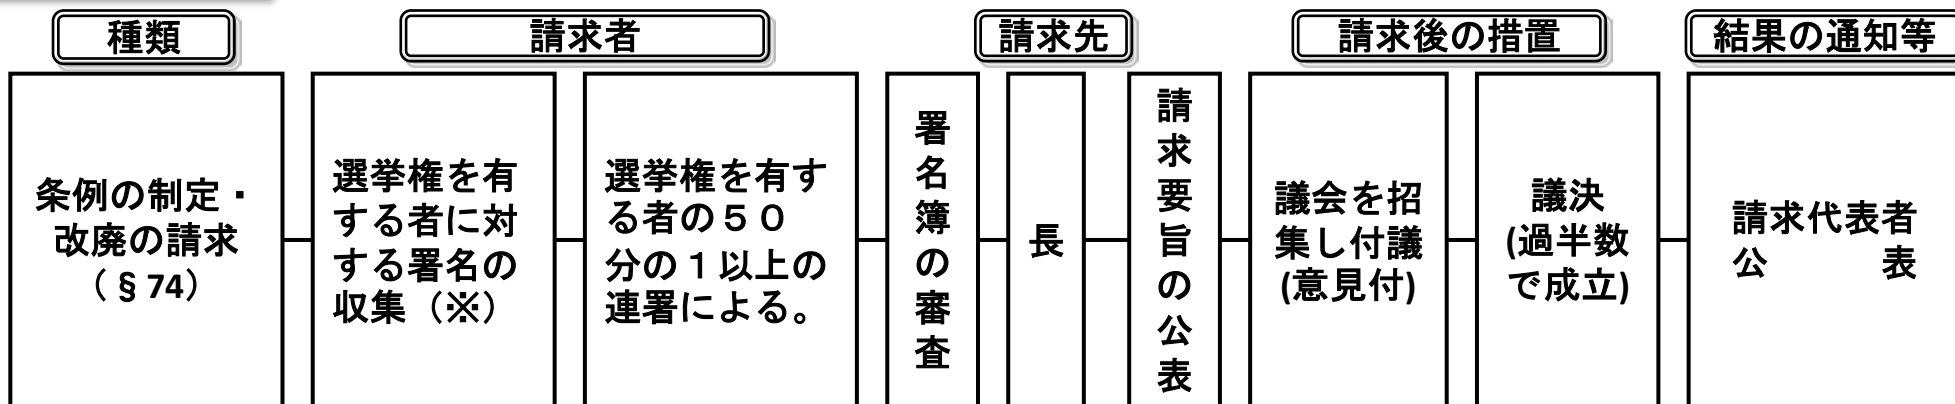 種類
請求者
請求先
請求後の措置
結果の通知等
条例の制定・
改廃の請求
（§74）
選挙権を有
する者に対
する署名の
収集（※）
選挙権を有す
る者の５０
分の１以上の
連署による。
署名簿の審査
長
請求要旨の公表
議会を招
集し付議
(意見付)
議決
(過半数
で成立)
請求代表者
公　　　表